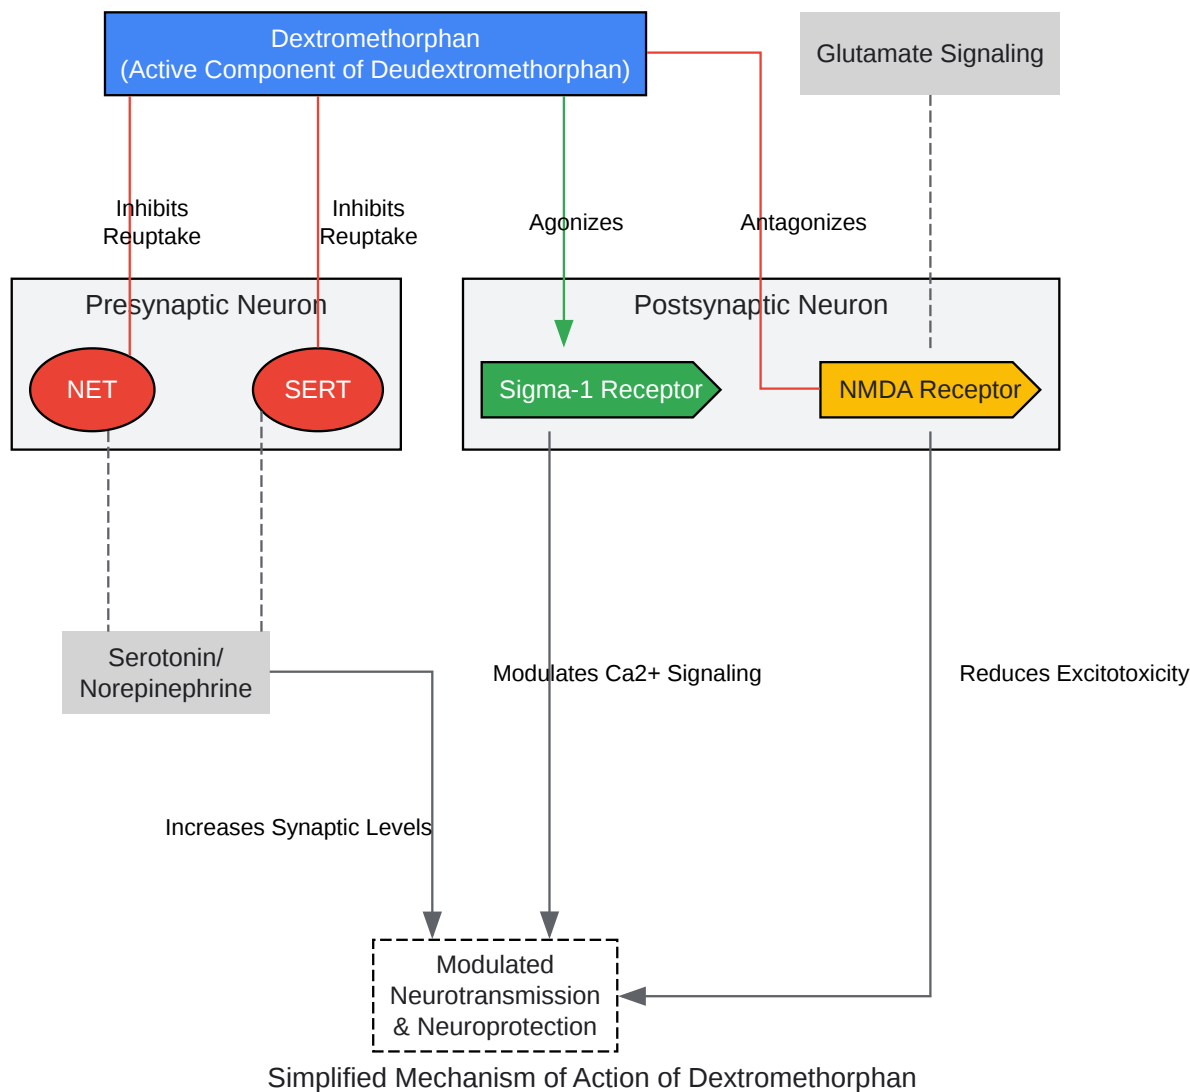 Dextromethorphan
(Active Component of Deudextromethorphan)
Glutamate Signaling
Inhibits
Reuptake
Inhibits
Reuptake
Agonizes
Antagonizes
Presynaptic Neuron
Postsynaptic Neuron
NET
SERT
Sigma-1 Receptor
NMDA Receptor
Serotonin/
Norepinephrine
Modulates Ca2+ Signaling
Reduces Excitotoxicity
Increases Synaptic Levels
Modulated
Neurotransmission
& Neuroprotection
Simplified Mechanism of Action of Dextromethorphan